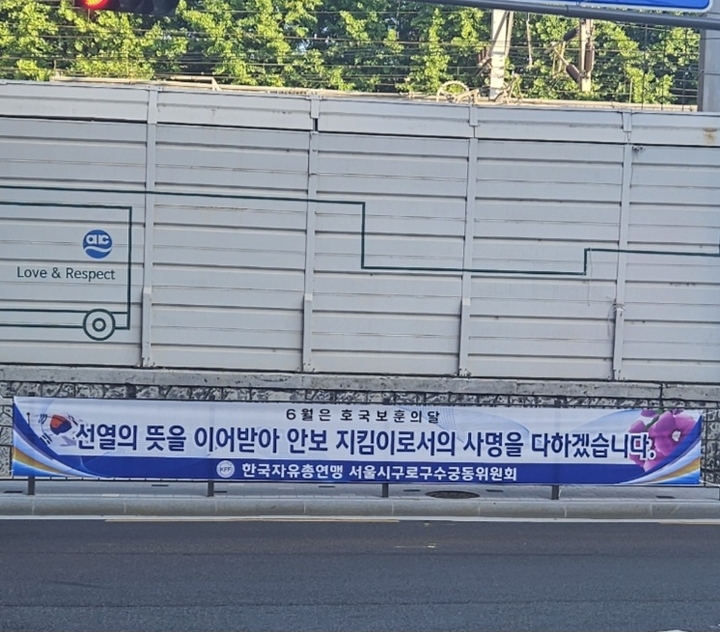 Love & Respect
6월은 호국보훈의달
선열의 뜻을 이어받아 안보 지킴이로서의 사명을 다하겠습니다.
KFF 한국자유총연맹 서울시구로구수궁동위원회